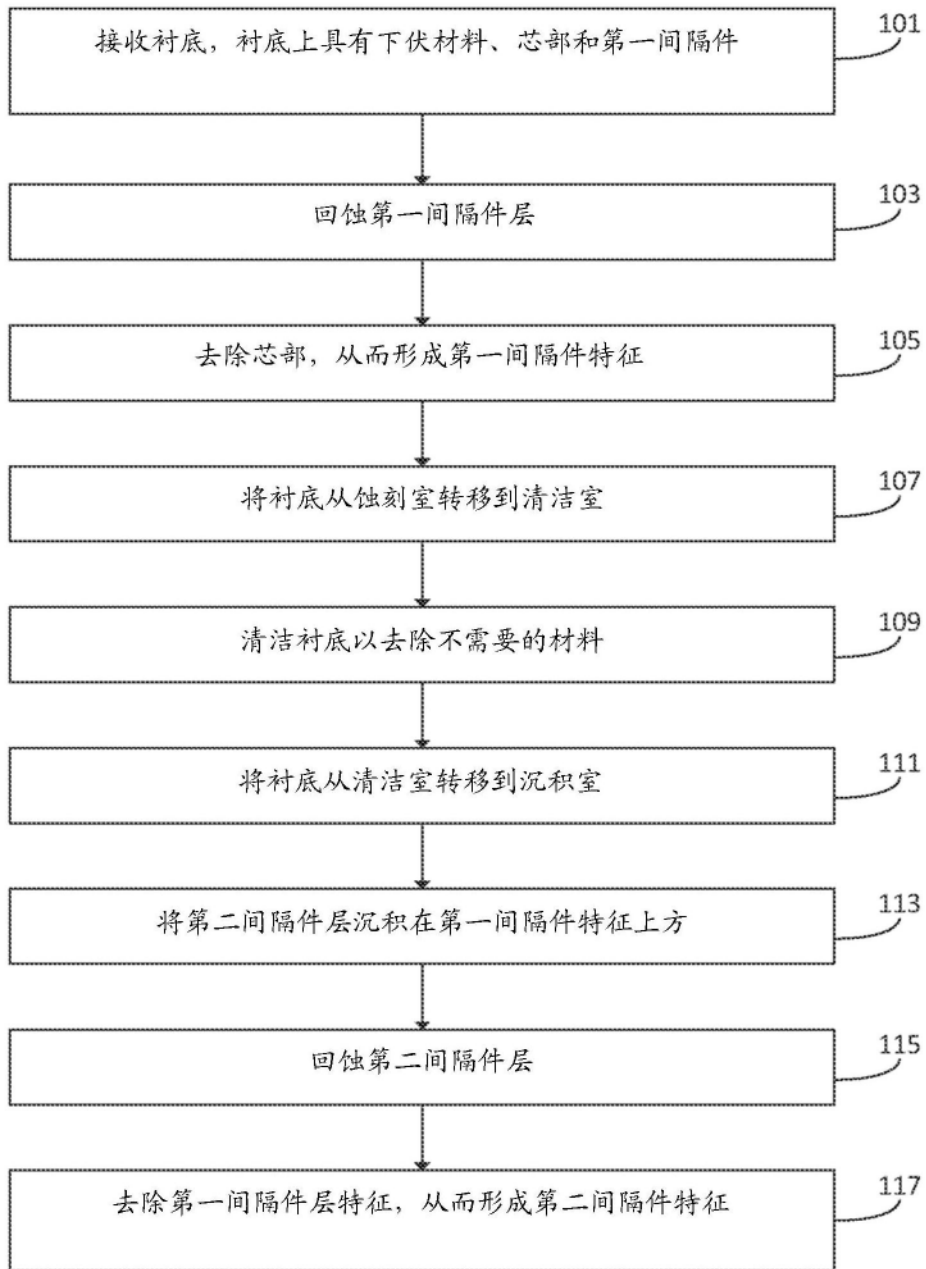 接收衬底，衬底上具有下伏材料、芯部和第一间隔件
101
回蚀第一间隔件层
103
去除芯部，从而形成第一间隔件特征
105
将衬底从蚀刻室转移到清洁室
107
清洁衬底以去除不需要的材料
109
将衬底从清洁室转移到沉积室
111
将第二间隔件层沉积在第一间隔件特征上方
113
回蚀第二间隔件层
115
去除第一间隔件层特征，从而形成第二间隔件特征
117